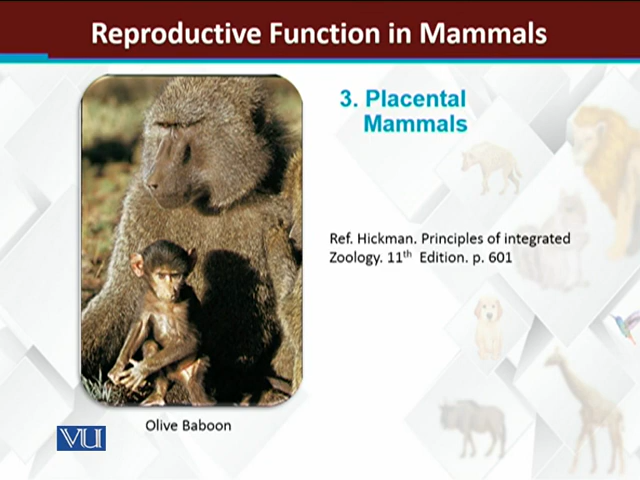 Reproductive Function in Mammals
3. Placental
Mammals
Ref. Hickman. Principles of integrated
Zoology. 11th Edition. p. 601
Olive Baboon
VU